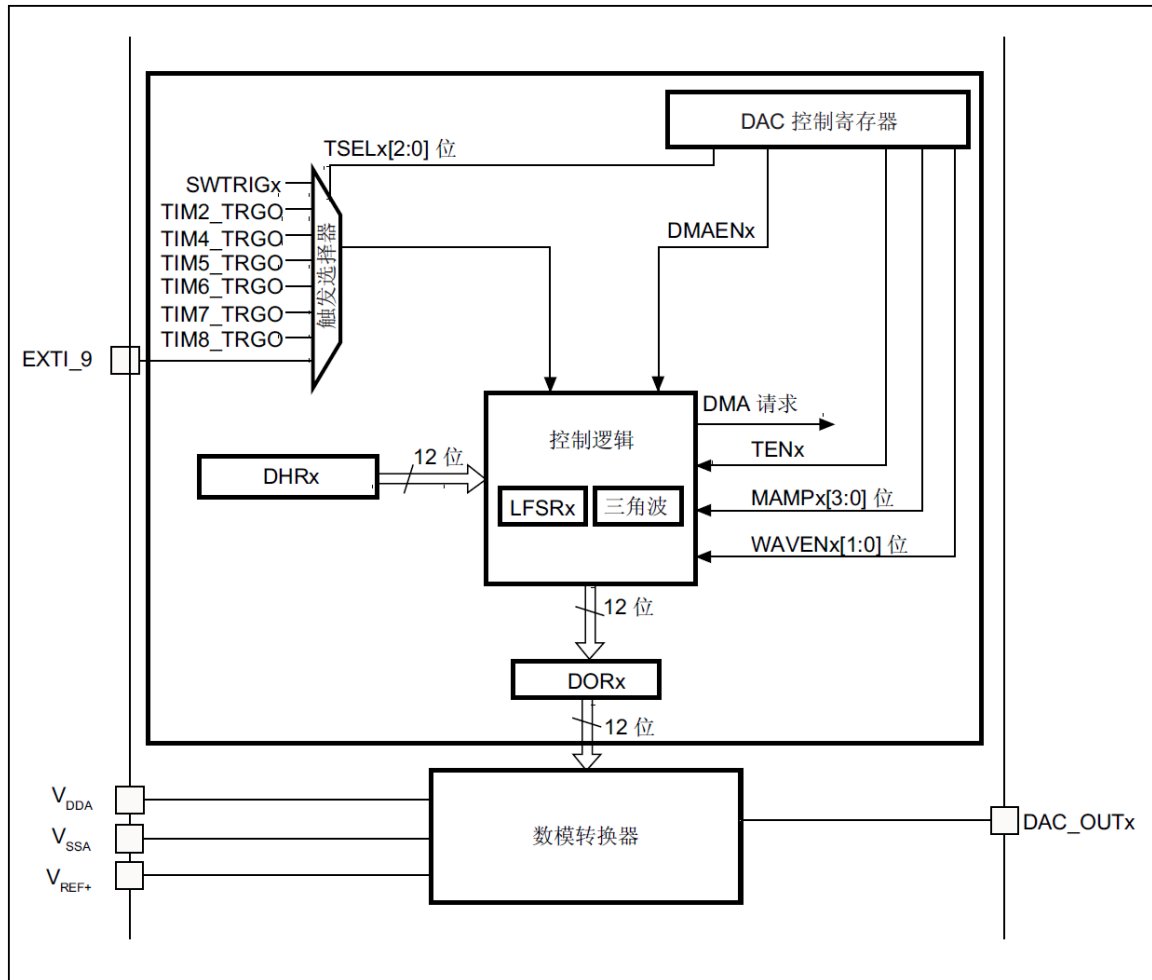 DAC 控制寄存器
TSELx[2:0] 位
SWTRIGx
TIM2_TRGO
TIM4_TRGO
TIM5_TRGO
TIM6_TRGO
TIM7_TRGO
TIM8_TRGO
触发选择器
DMAENx
EXTI_9
DMA 请求
控制逻辑
TENx
12 位
DHRx
LFSRx
三角波
MAMPx[3:0] 位
WAVENx[1:0] 位
12 位
DORx
12 位
VDDA
VSSA
VREF+
数模转换器
DAC_OUTx